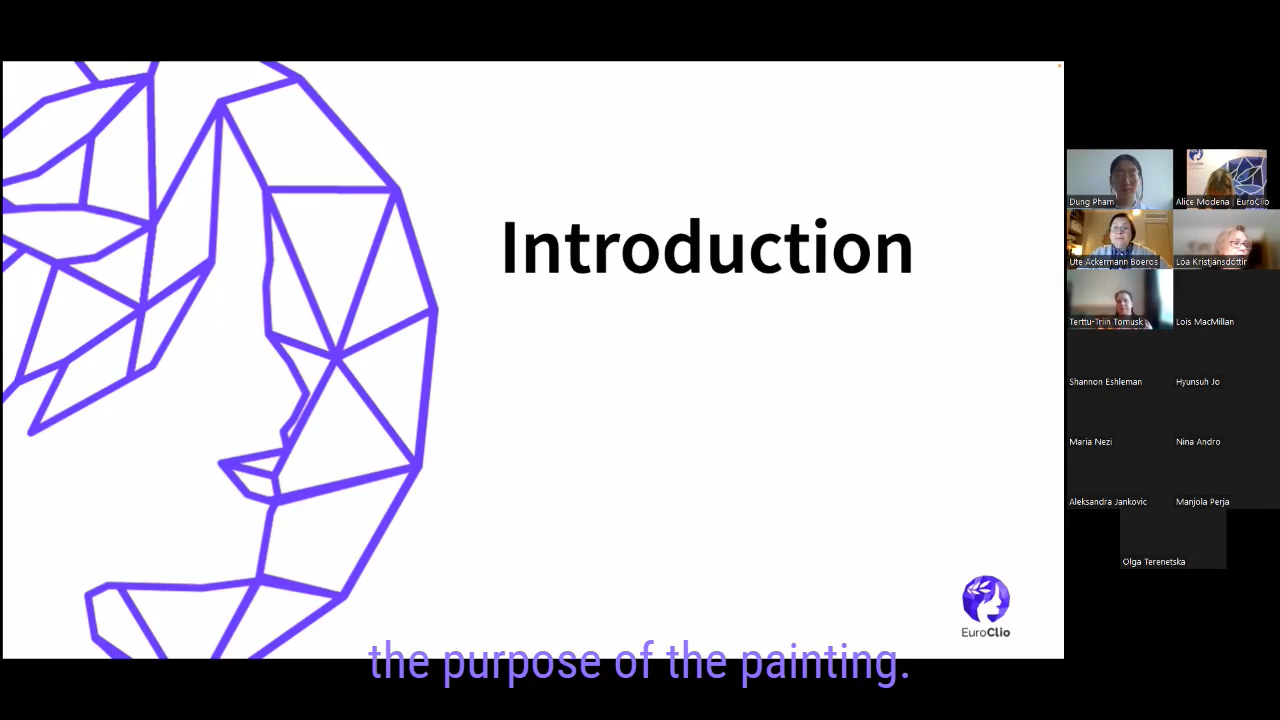 Introduction
EuroClio
the purpose of the painting.
EuroClio
Dung Pham
Alice Modena | EuroClio
Ute Ackermann Boeros
Lóa Kristjánsdóttir
Terttu-Triin Tomusk
Lois MacMillan
Shannon Eshleman
Hyunsuh Jo
Maria Nezi
Nina Andro
Aleksandra Jankovic
Manjola Perja
Olga Terenetska